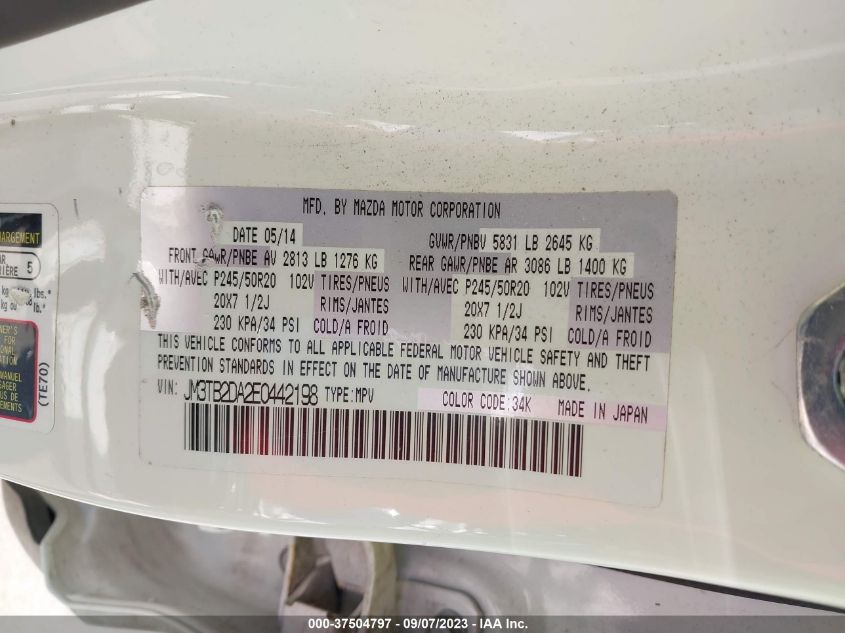 MFD. BY MAZDA MOTOR CORPORATION
DATE 05/14 GVWR/PNBV 5831 LB 2645 KG
FRONT GAWR/PNBE AV 2813 LB 1276 KG REAR GAWR/PNBE AR 3086 LB 1400 KG
WITH/AVEC P245/50R20 102V TIRES/PNEUS WITH/AVEC P245/50R20 102V TIRES/PNEUS
20X7 1/2J RIMS/JANTES 20X7 1/2J RIMS/JANTES
230 KPA/34 PSI COLD/A FROID 230 KPA/34 PSI COLD/A FROID
THIS VEHICLE CONFORMS TO ALL APPLICABLE FEDERAL MOTOR VEHICLE SAFETY AND THEFT
PREVENTION STANDARDS IN EFFECT ON THE DATE OF MANUFACTURE SHOWN ABOVE.
VIN: JM3TB2DA2E0442198 TYPE:MPV
COLOR CODE:34K MADE IN JAPAN
5
lbs.
kg ou
lb.
(TE70)
000-37504797 - 09/07/2023 - IAA Inc.